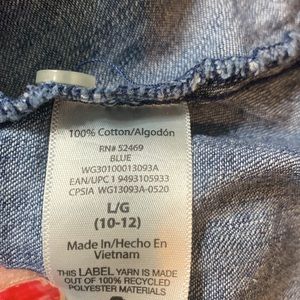 100% Cotton/Algodón
RN# 52469
BLUE
WG30100013093A
EAN/UPC 1 9493105933
CPSIA WG13093A-0520
L/G
(10-12)
Made In/Hecho En
Vietnam
THIS LABEL YARN IS MADE
OUT OF 100% RECYCLED
POLYESTER MATERIALS